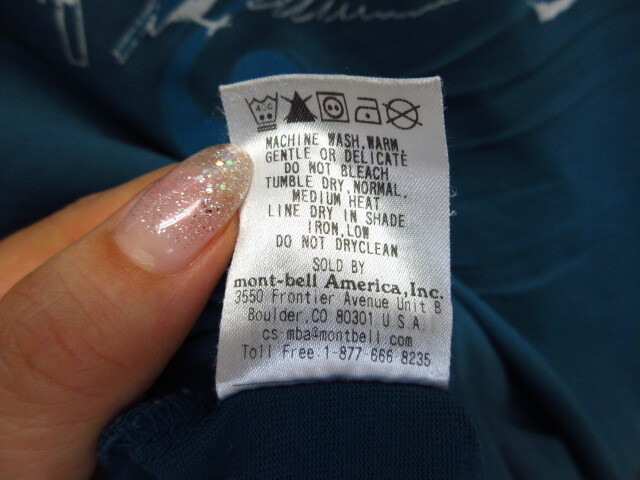 40C
MACHINE WASH,WARM,
GENTLE OR DELICATE
DO NOT BLEACH
TUMBLE DRY,NORMAL,
MEDIUM HEAT
LINE DRY IN SHADE
IRON,LOW
DO NOT DRYCLEAN
SOLD BY
mont-bell America, Inc.
3550 Frontier Avenue Unit B
Boulder,CO 80301 U.S.A.
cs-mba@montbell.com
Toll Free:1-877-666-8235